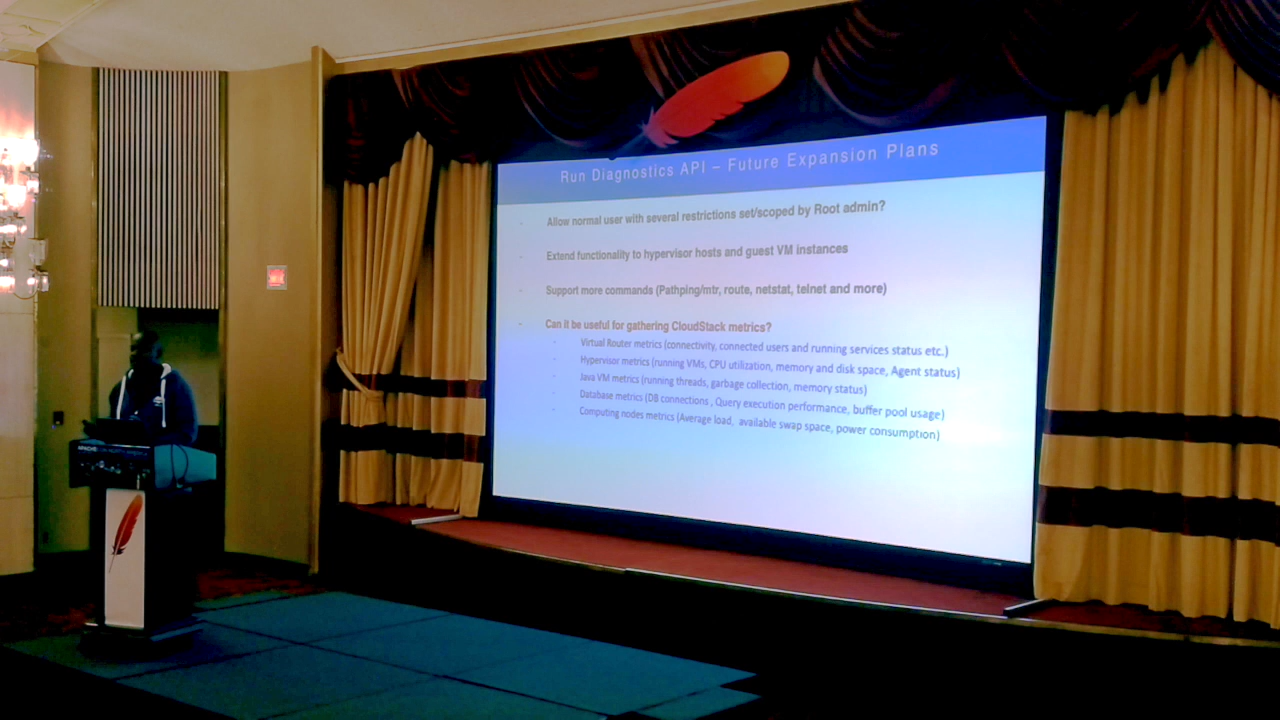 Run Diagnostics API – Future Expansion Plans
- Allow normal user with several restrictions set/scoped by Root admin?
- Extend functionality to hypervisor hosts and guest VM instances
- Support more commands (Pathping/mtr, route, netstat, telnet and more)
- Can it be useful for gathering CloudStack metrics?
- Virtual Router metrics (connectivity, connected users and running services status etc.)
- Hypervisor metrics (running VMs, CPU utilization, memory and disk space, Agent status)
- Java VM metrics (running threads, garbage collection, memory status)
- Database metrics (DB connections , Query execution performance, buffer pool usage)
- Computing nodes metrics (Average load, available swap space, power consumption)